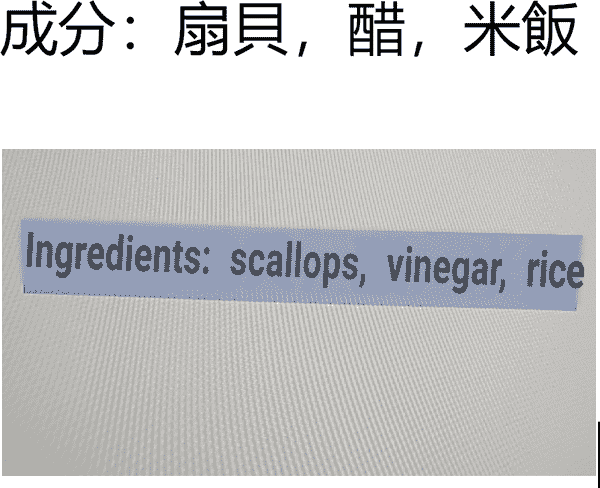 成分：扇貝，醋，米飯
Ingredients: scallops, vinegar, rice